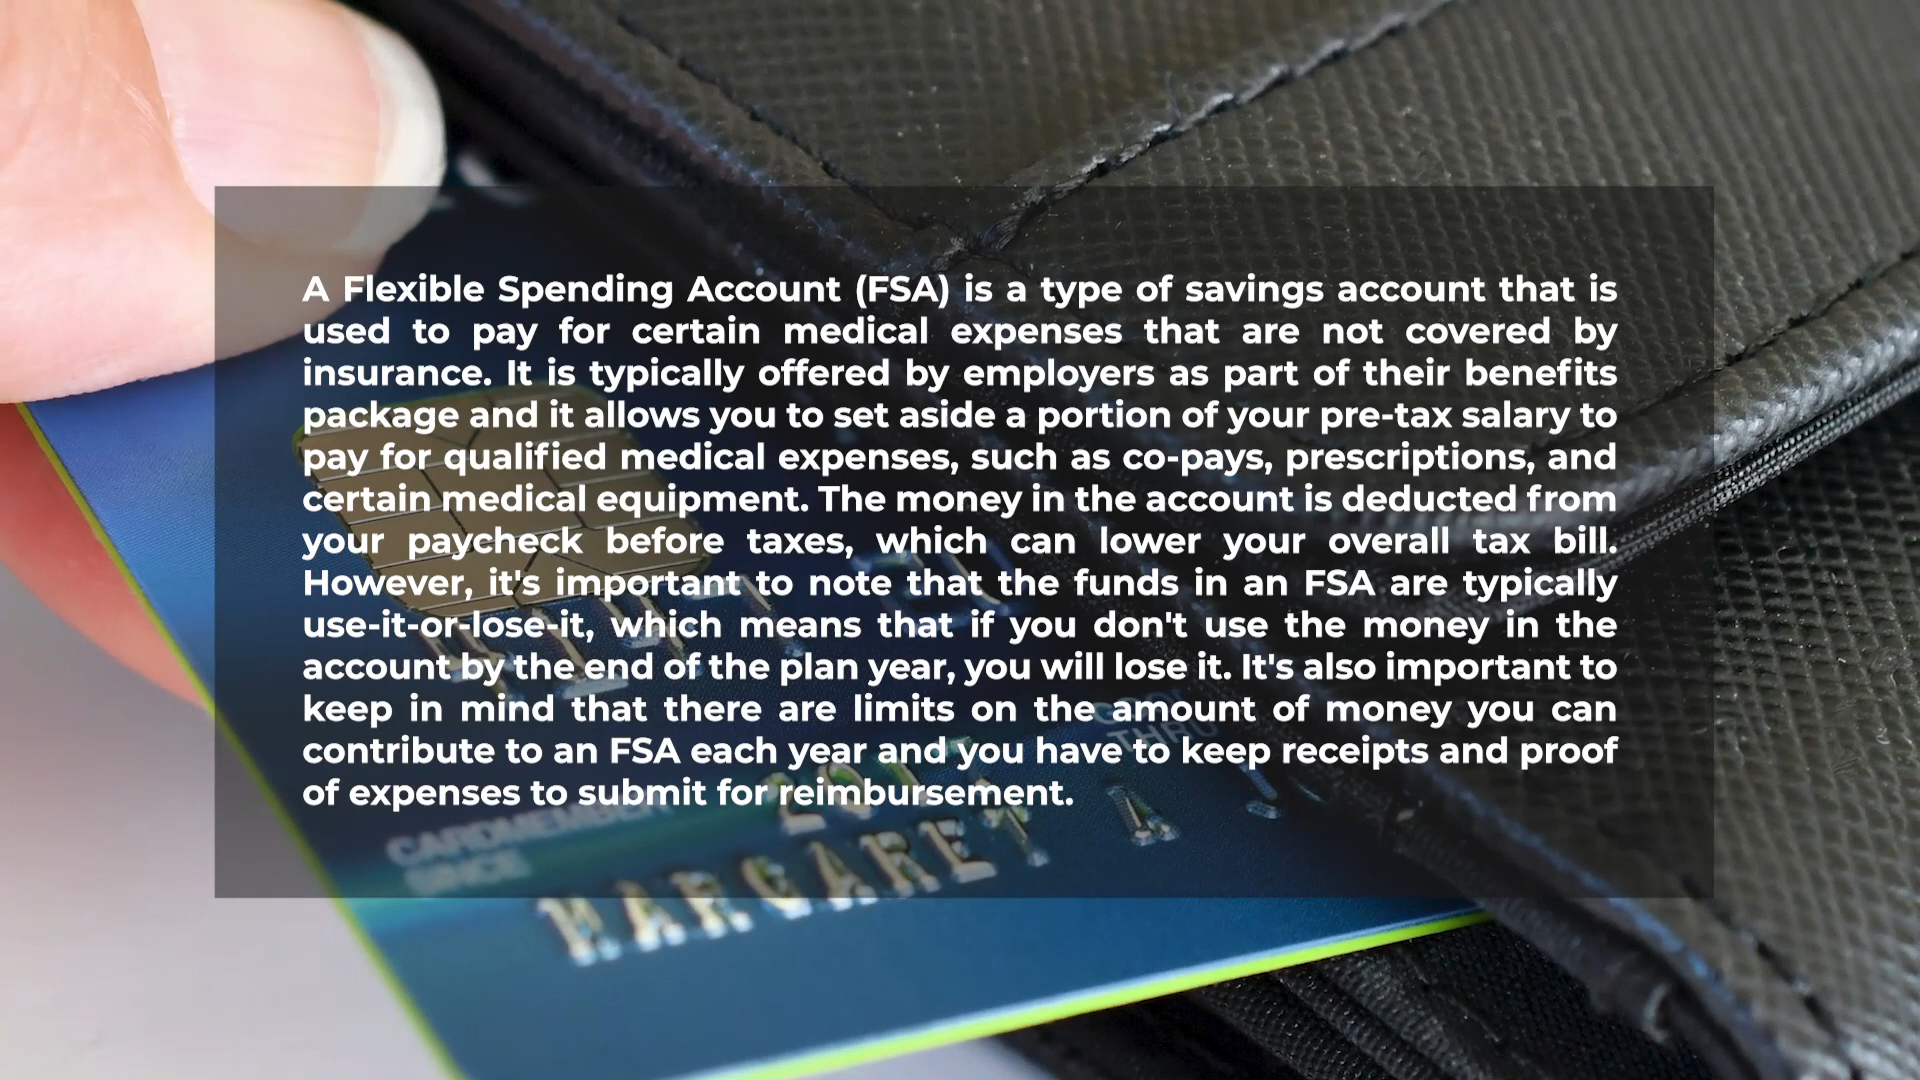 A Flexible Spending Account (FSA) is a type of savings account that is
used to pay for certain medical expenses that are not covered by
insurance. It is typically offered by employers as part of their benefits
package and it allows you to set aside a portion of your pre-tax salary to
pay for qualified medical expenses, such as co-pays, prescriptions, and
certain medical equipment. The money in the account is deducted from
your paycheck before taxes, which can lower your overall tax bill.
However, it's important to note that the funds in an FSA are typically
use-it-or-lose-it, which means that if you don't use the money in the
account by the end of the plan year, you will lose it. It's also important to
keep in mind that there are limits on the amount of money you can
contribute to an FSA each year and you have to keep receipts and proof
of expenses to submit for reimbursement.
THRU
CARDMEMBER
SINCE
MARGARET A